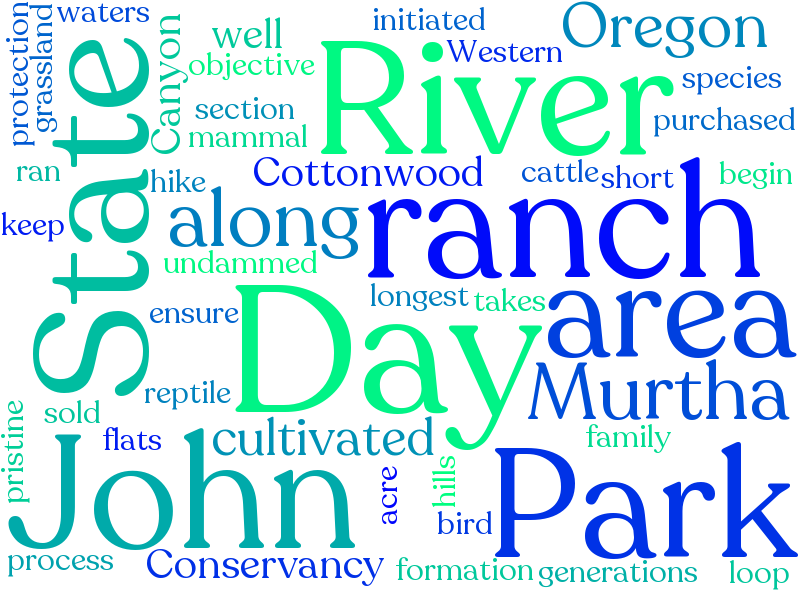 waters
initiated
Oregon
protection
grassland
State
Canyon
well
River
Western
objective
species
section
purchased
mammal
ran
hike
Cottonwood
cattle
short
begin
keep
along
ranch
undammed
Day
longest
takes
area
ensure
Murtha
reptile
sold
pristine
flats
cultivated
family
John
acre
hills
bird
Park
process
Conservancy
formation
generations
loop